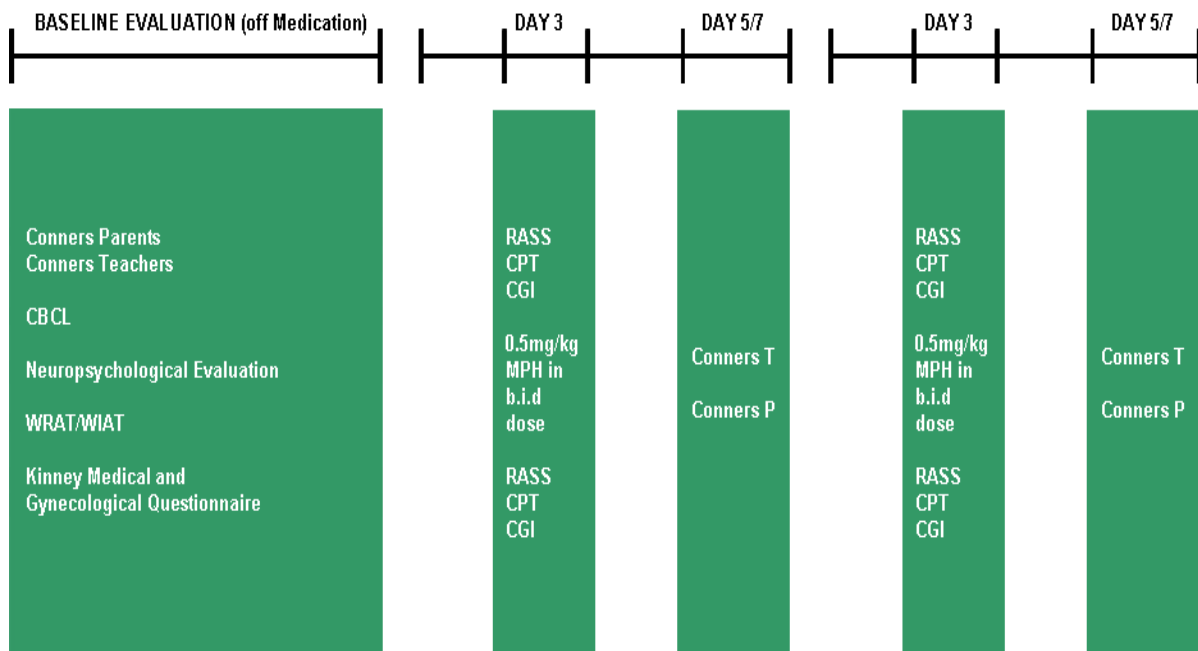 BASELINE EVALUATION (off Medication)
DAY 3
DAY 5/7
DAY 3
DAY 5/7
Conners Parents
Conners Teachers
CBCL
Neuropsychological Evaluation
WRAT/WIAT
Kinney Medical and
Gynecological Questionnaire
RASS
CPT
CGI
0.5mg/kg
MPH in
b.i.d
dose
RASS
CPT
CGI
Conners T
Conners P
RASS
CPT
CGI
0.5mg/kg
MPH in
b.i.d
dose
RASS
CPT
CGI
Conners T
Conners P